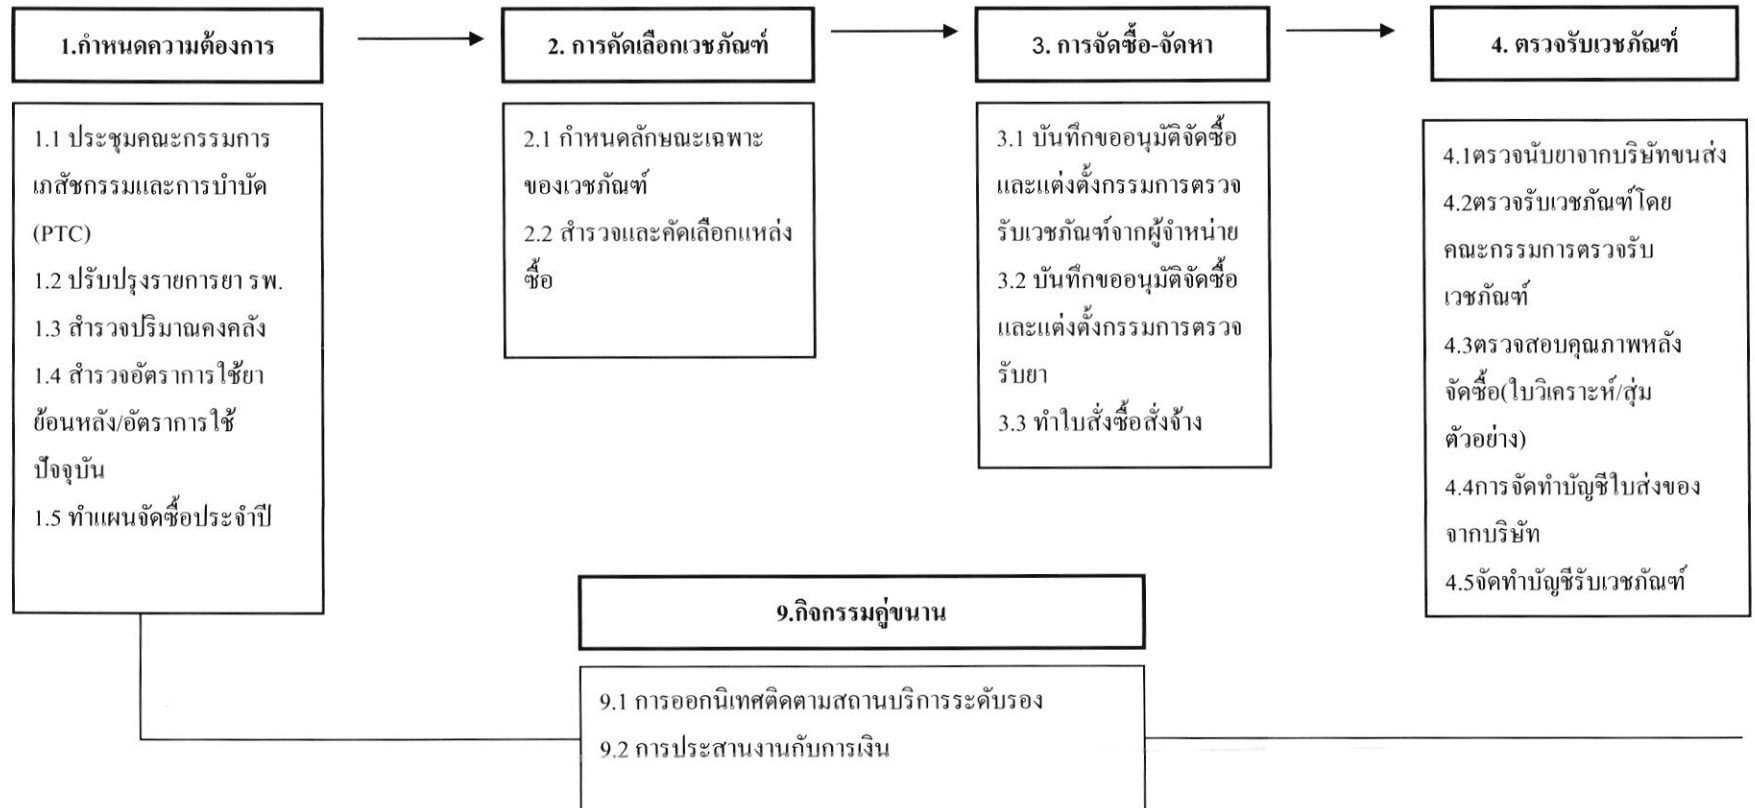 1.กำหนดความต้องการ
1.1 ประชุมคณะกรรมการ
เภสัชกรรมและการบำบัด
(PTC)
1.2 ปรับปรุงรายการยา รพ.
1.3 สำรวจปริมาณคงคลัง
1.4 สำรวจอัตราการใช้ยา
ย้อนหลัง/อัตราการใช้
ปัจจุบัน
1.5 ทำแผนจัดซื้อประจำปี
2. การคัดเลือกเวชภัณฑ์
2.1 กำหนดลักษณะเฉพาะ
ของเวชภัณฑ์
2.2 สำรวจและคัดเลือกแหล่ง
ซื้อ
3. การจัดซื้อ-จัดหา
3.1 บันทึกขออนุมัติจัดซื้อ
และแต่งตั้งกรรมการตรวจ
รับเวชภัณฑ์จากผู้จำหน่าย
3.2 บันทึกขออนุมัติจัดซื้อ
และแต่งตั้งกรรมการตรวจ
รับยา
3.3 ทำใบสั่งซื้อสั่งจ้าง
4. ตรวจรับเวชภัณฑ์
4.1ตรวจนับยาจากบริษัทขนส่ง
4.2ตรวจรับเวชภัณฑ์โดย
คณะกรรมการตรวจรับ
เวชภัณฑ์
4.3ตรวจสอบคุณภาพหลัง
จัดซื้อ(ใบวิเคราะห์/สุ่ม
ตัวอย่าง)
4.4การจัดทำบัญชีใบส่งของ
จากบริษัท
4.5จัดทำบัญชีรับเวชภัณฑ์
9.กิจกรรมคู่ขนาน
9.1 การออกนิเทศติดตามสถานบริการระดับรอง
9.2 การประสานงานกับการเงิน